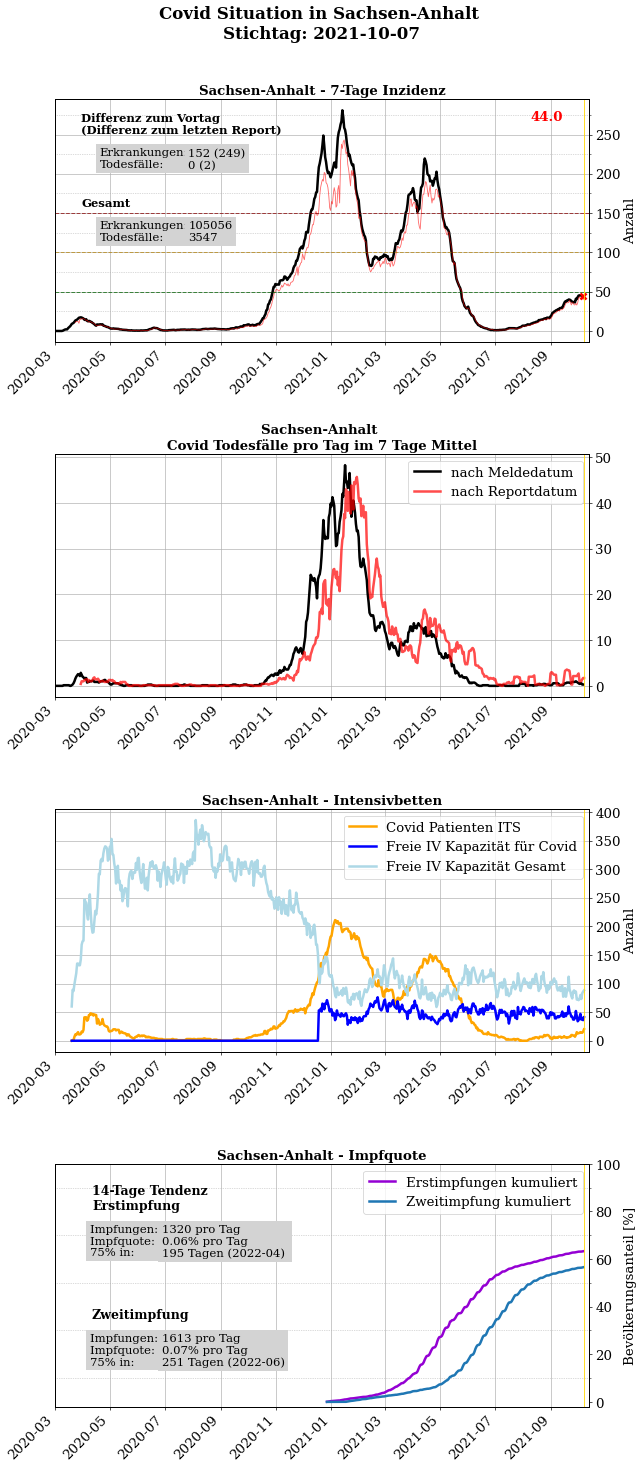 Covid Situation in Sachsen-Anhalt
Stichtag: 2021-10-07
Sachsen-Anhalt - 7-Tage Inzidenz
Differenz zum Vortag
(Differenz zum letzten Report)
Erkrankungen 152 (249)
Todesfälle: 0 (2)
Gesamt
Erkrankungen 105056
Todesfälle: 3547
44.0
250
200
150
100
50
0
Anzahl
2020-03 2020-05 2020-07 2020-09 2020-11 2021-01 2021-03 2021-05 2021-07 2021-09
Sachsen-Anhalt
Covid Todesfälle pro Tag im 7 Tage Mittel
nach Meldedatum
nach Reportdatum
50
40
30
20
10
0
2020-03 2020-05 2020-07 2020-09 2020-11 2021-01 2021-03 2021-05 2021-07 2021-09
Sachsen-Anhalt - Intensivbetten
Covid Patienten ITS
Freie IV Kapazität für Covid
Freie IV Kapazität Gesamt
400
350
300
250
200
150
100
50
0
Anzahl
2020-03 2020-05 2020-07 2020-09 2020-11 2021-01 2021-03 2021-05 2021-07 2021-09
Sachsen-Anhalt - Impfquote
14-Tage Tendenz
Erstimpfung
Impfungen: 1320 pro Tag
Impfquote: 0.06% pro Tag
75% in: 195 Tagen (2022-04)
Zweitimpfung
Impfungen: 1613 pro Tag
Impfquote: 0.07% pro Tag
75% in: 251 Tagen (2022-06)
Erstimpfungen kumuliert
Zweitimpfung kumuliert
100
80
60
40
20
0
Bevölkerungsanteil [%]
2020-03 2020-05 2020-07 2020-09 2020-11 2021-01 2021-03 2021-05 2021-07 2021-09